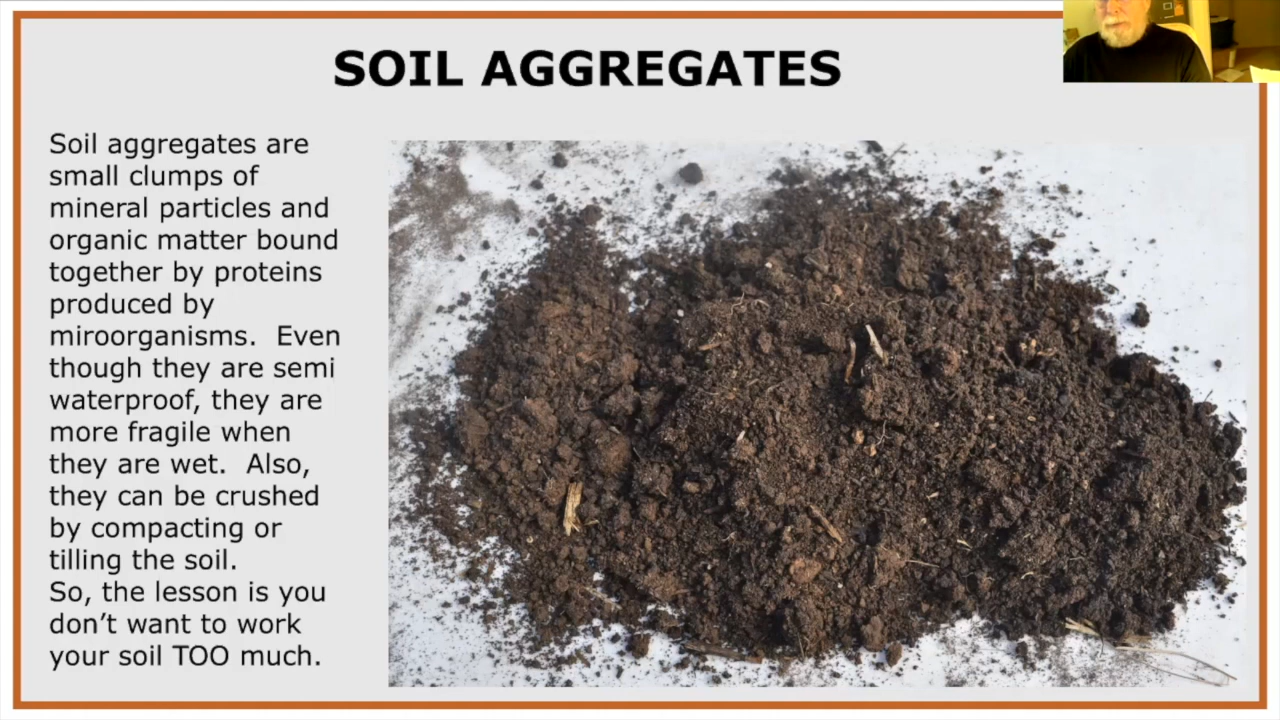 SOIL AGGREGATES
Soil aggregates are
small clumps of
mineral particles and
organic matter bound
together by proteins
produced by
miroorganisms.  Even
though they are semi
waterproof, they are
more fragile when
they are wet.  Also,
they can be crushed
by compacting or
tilling the soil.
So, the lesson is you
don’t want to work
your soil TOO much.